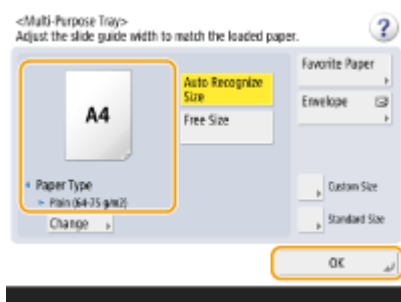 <Multi-Purpose Tray>
Adjust the slide guide width to match the loaded paper.
?
A4
Auto Recognize
Size
Free Size
Favorite Paper
Envelope
Paper Type
Plain (64-75 g/m2)
Change
Custom Size
Standard Size
OK